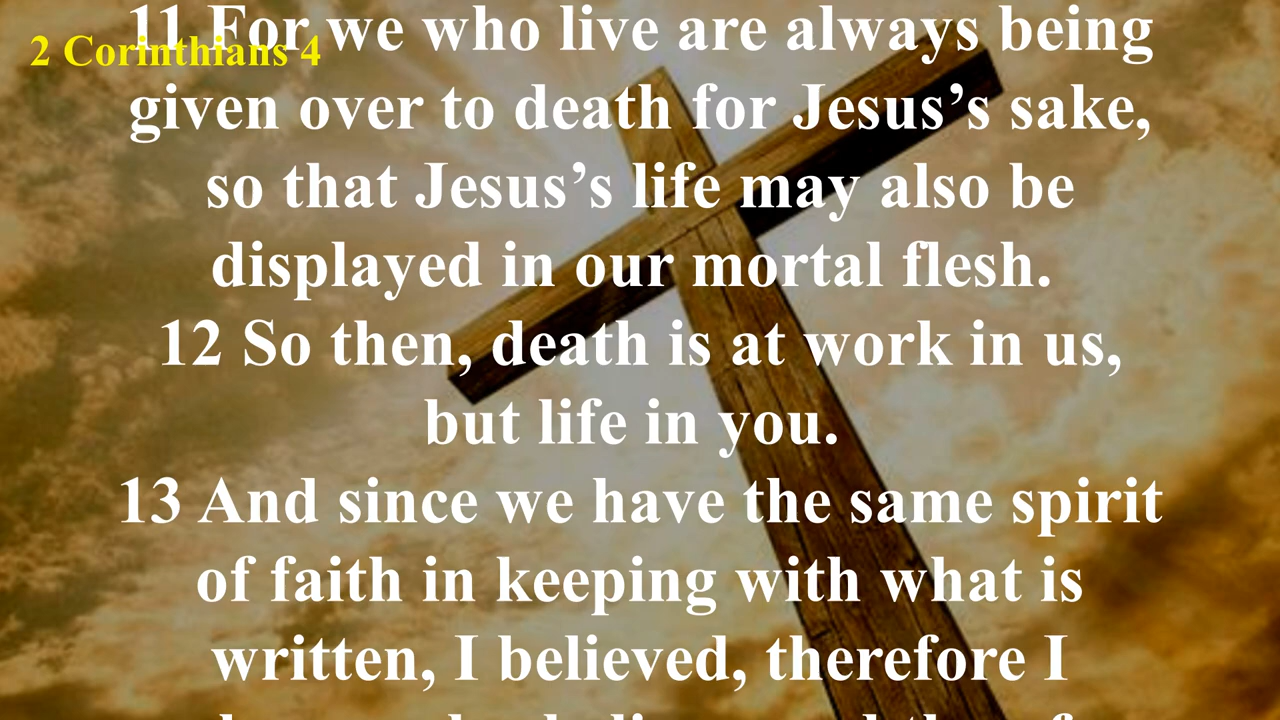 2 Corinthians 4
11 For we who live are always being
given over to death for Jesus’s sake,
so that Jesus’s life may also be
displayed in our mortal flesh.
12 So then, death is at work in us,
but life in you.
13 And since we have the same spirit
of faith in keeping with what is
written, I believed, therefore I